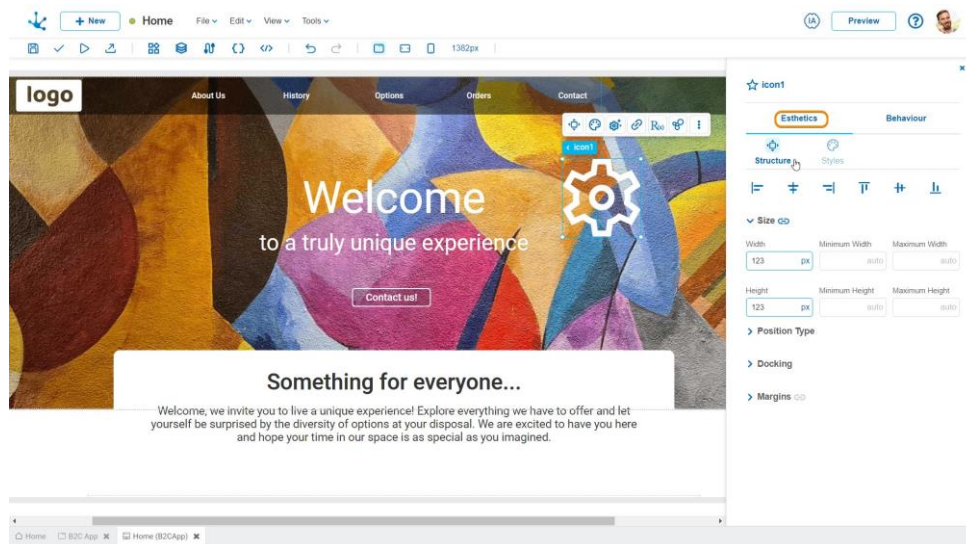 + New
Home
File
Edit
View
Tools
IA
Preview
?
1382px
logo
About Us
History
Options
Orders
Contact
icon1
Welcome
to a truly unique experience
Contact us!
Something for everyone...
Welcome, we invite you to live a unique experience! Explore everything we have to offer and let
yourself be surprised by the diversity of options at your disposal. We are excited to have you here
and hope your time in our space is as special as you imagined.
icon1
Esthetics
Behaviour
Structure
Styles
Size
Width
Minimum Width
Maximum Width
123 px
auto
auto
Height
Minimum Height
Maximum Height
123 px
auto
auto
Position Type
Docking
Margins
Home
B2C App
Home (B2CApp)